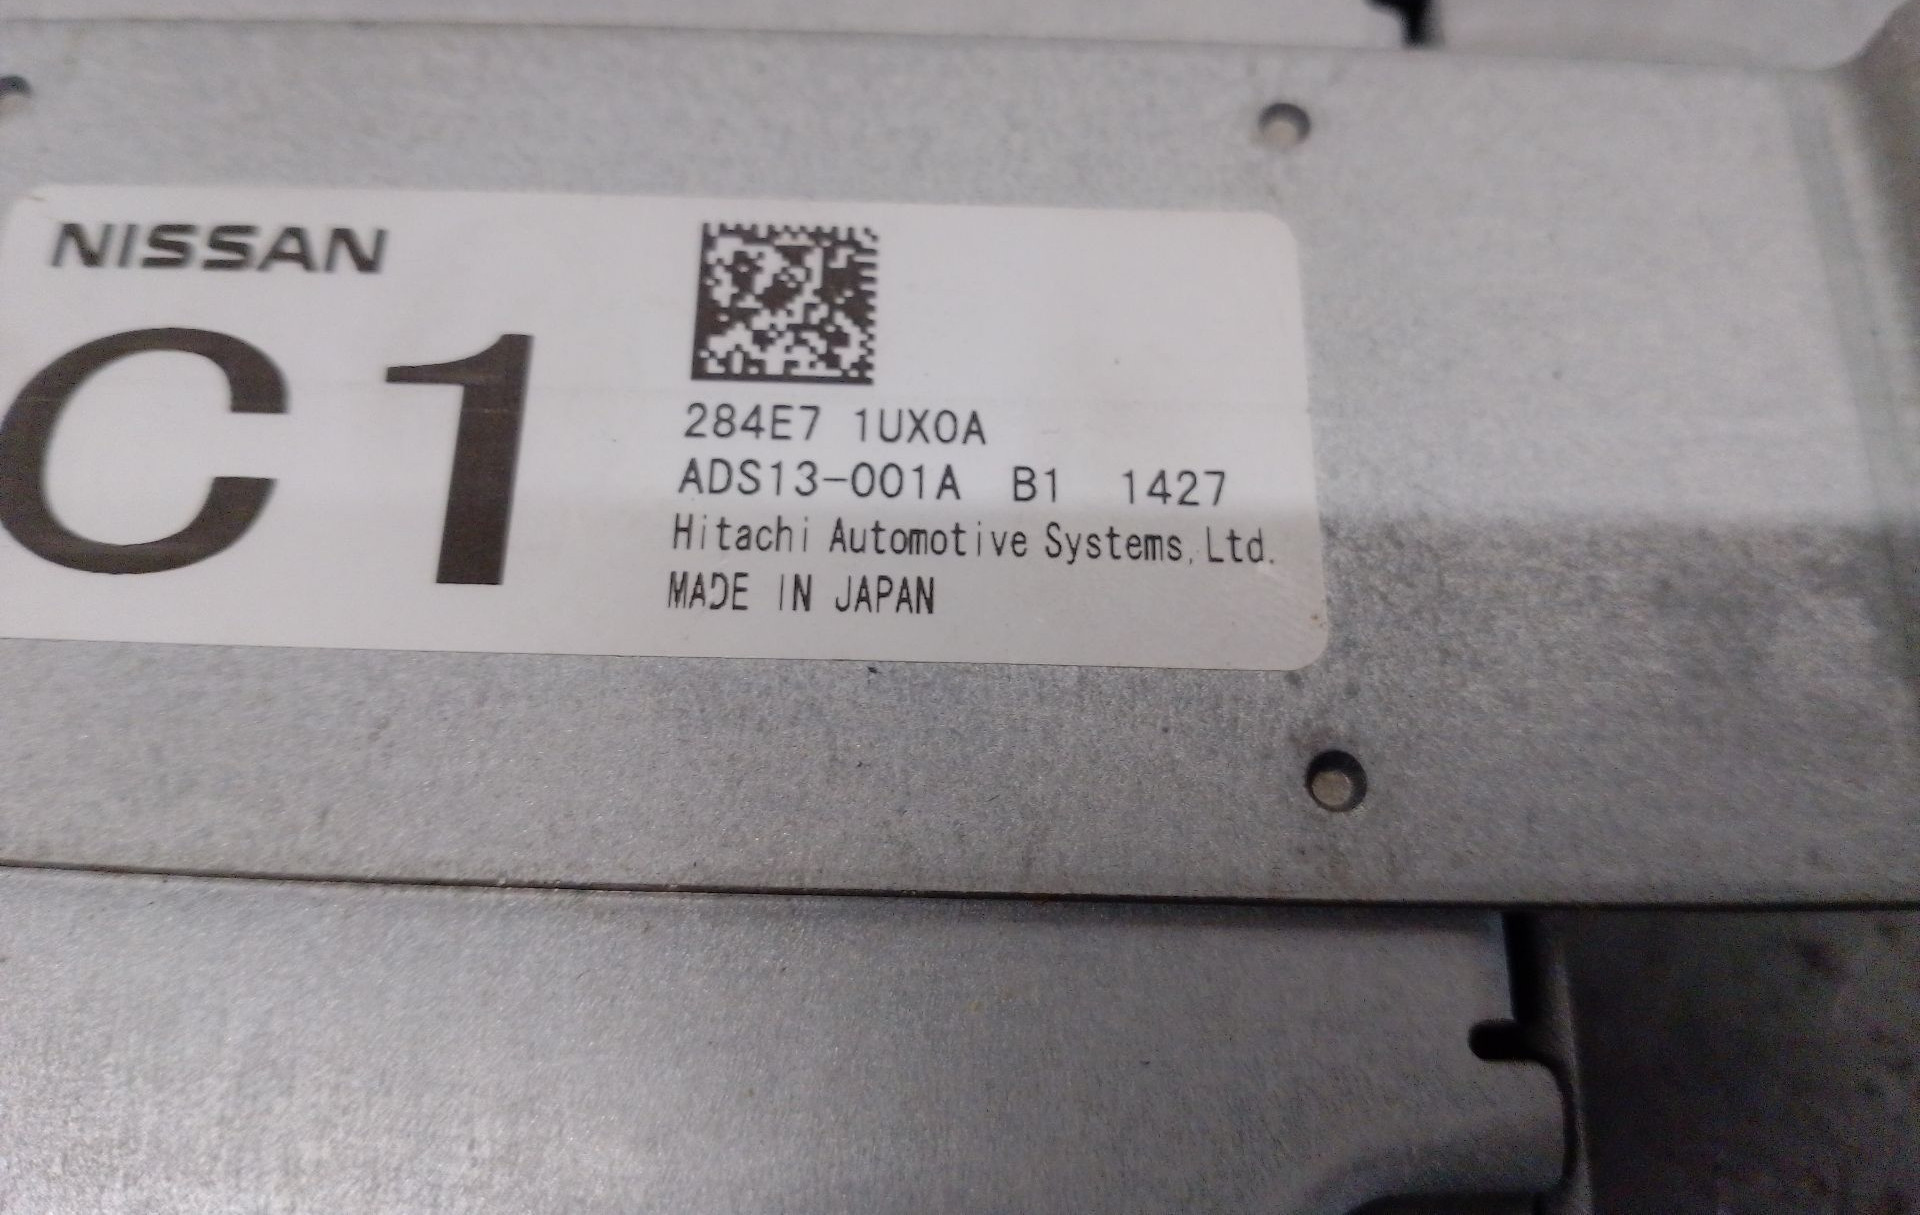 NISSAN
C1
284E7 1UX0A
ADS13-001A B1 1427
Hitachi Automotive Systems,Ltd.
MADE IN JAPAN